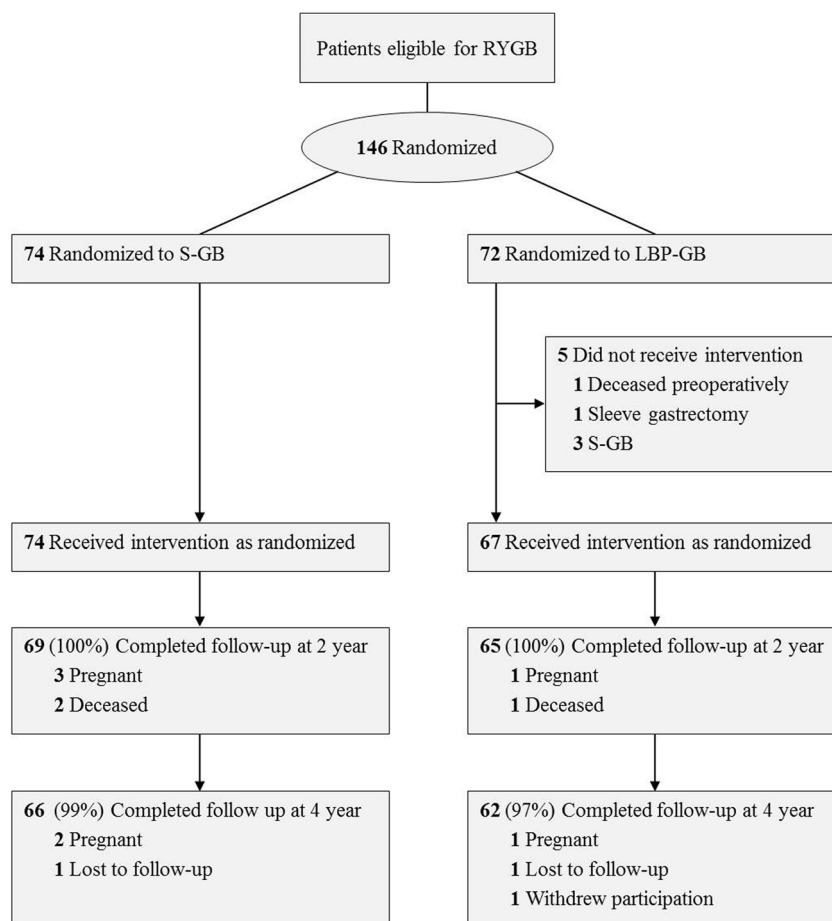 Patients eligible for RYGB
146 Randomized
74 Randomized to S-GB
72 Randomized to LBP-GB
5 Did not receive intervention
1 Deceased preoperatively
1 Sleeve gastrectomy
3 S-GB
74 Received intervention as randomized
67 Received intervention as randomized
69 (100%) Completed follow-up at 2 year
3 Pregnant
2 Deceased
65 (100%) Completed follow-up at 2 year
1 Pregnant
1 Deceased
66 (99%) Completed follow up at 4 year
2 Pregnant
1 Lost to follow-up
62 (97%) Completed follow-up at 4 year
1 Pregnant
1 Lost to follow-up
1 Withdrew participation